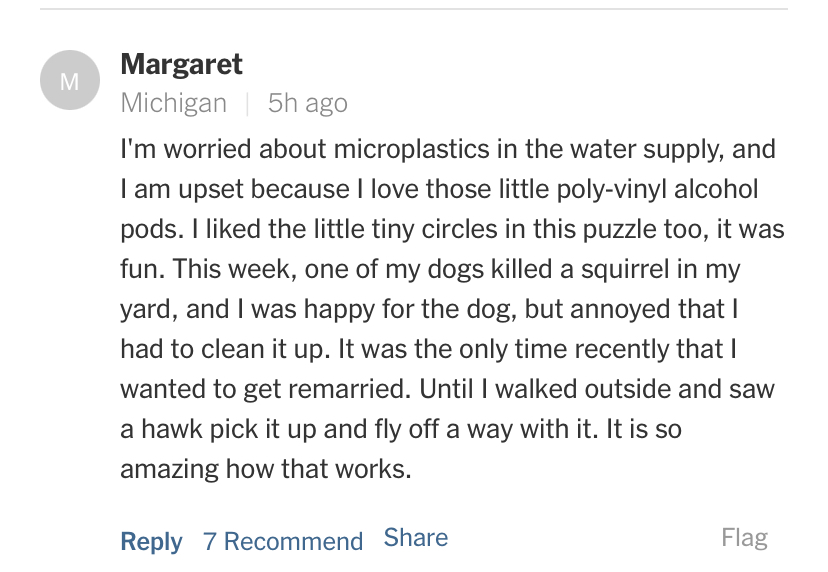 M
Margaret
Michigan | 5h ago
I'm worried about microplastics in the water supply, and
I am upset because I love those little poly-vinyl alcohol
pods. I liked the little tiny circles in this puzzle too, it was
fun. This week, one of my dogs killed a squirrel in my
yard, and I was happy for the dog, but annoyed that I
had to clean it up. It was the only time recently that I
wanted to get remarried. Until I walked outside and saw
a hawk pick it up and fly off a way with it. It is so
amazing how that works.
Reply 7 Recommend Share Flag